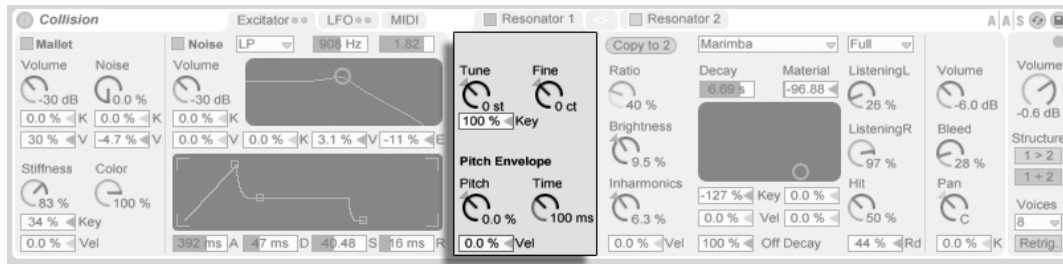 Collision
Excitator LFO MIDI
Resonator 1
Resonator 2
A A S
Mallet
Noise LP 908 Hz 1.82
Volume Noise Volume
-30 dB 0.0 % -30 dB
0.0 % K 0.0 % K 0.0 % K
30 % V -4.7 % V 0.0 % V 0.0 % K 3.1 % V -11 % E
Stiffness Color
83 % 100 %
34 % Key
0.0 % Vel
392 ms A 47 ms D 40.48 S 16 ms R
Tune Fine
0 st 0 ct
100 % Key
Pitch Envelope
Pitch Time
0.0 % 100 ms
0.0 % Vel
Copy to 2 Marimba Full
Ratio Decay Material ListeningL
40 % 6.69 s -96.88 26 %
Brightness ListeningR
9.5 % 97 %
Inharmonics Hit
6.3 % 50 %
-127 % Key 0.0 %
0.0 % Vel 0.0 %
0.0 % Vel 100 % Off Decay 44 % Rd
Volume
-6.0 dB
Bleed
28 %
Pan
C
0.0 % K
Volume
-0.6 dB
Structure
1 > 2
1 + 2
Voices
8
Retrig.